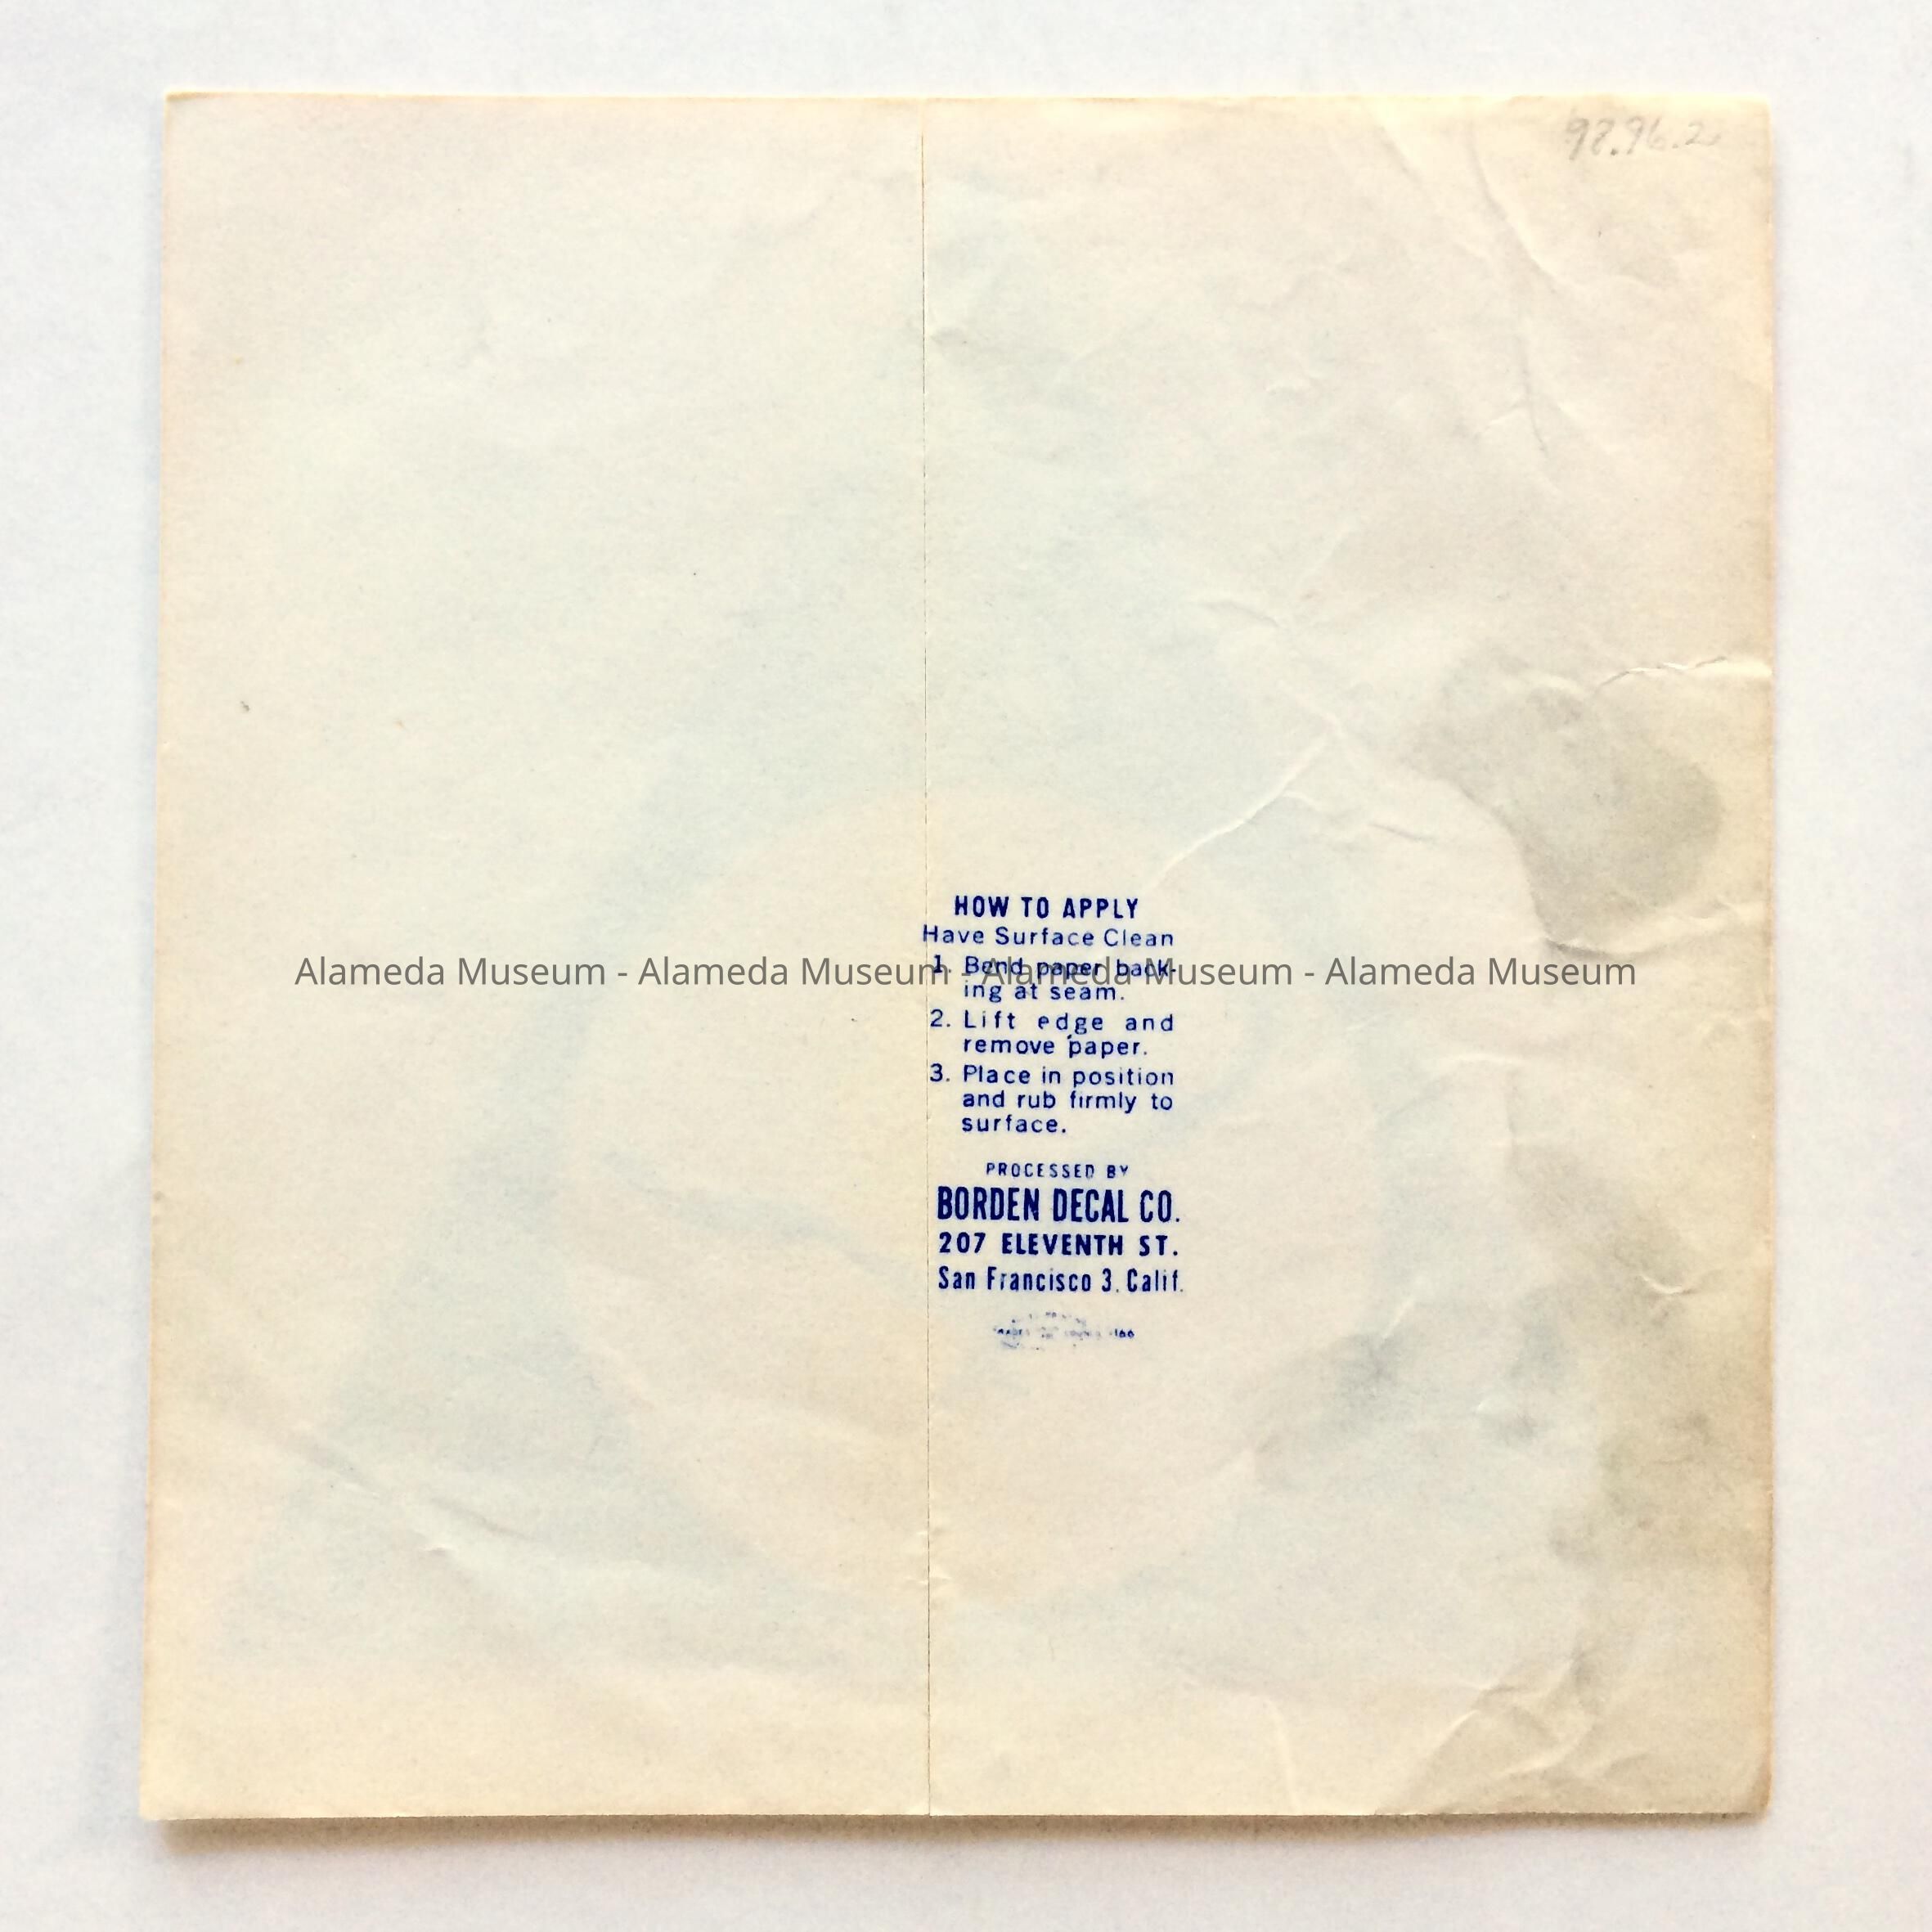 98.96.2
HOW TO APPLY
Have Surface Clean
1. Bend paper back-
ing at seam.
2. Lift edge and
remove paper.
3. Place in position
and rub firmly to
surface.
Alameda Museum - Alameda Museum - Alameda Museum - Alameda Museum
PROCESSED BY
BORDEN DECAL CO.
207 ELEVENTH ST.
San Francisco 3, Calif.